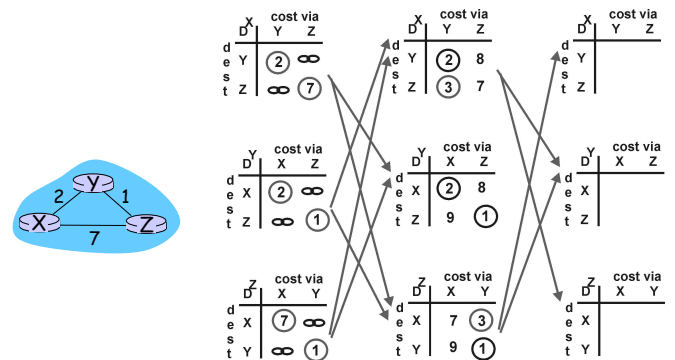 X cost via
D Y Z
d e s t
Y 2 ∞
Z ∞ 7
X cost via
D Y Z
d e s t
Y 2 8
Z 3 7
X cost via
D Y Z
d e s t
Y
Z
Y cost via
D X Z
d e s t
X 2 ∞
Z ∞ 1
Y cost via
D X Z
d e s t
X 2 8
Z 9 1
Y cost via
D X Z
d e s t
X
Z
Y
2 1
X Z
7
Z cost via
D X Y
d e s t
X 7 ∞
Y ∞ 1
Z cost via
D X Y
d e s t
X 7 3
Y 9 1
Z cost via
D X Y
d e s t
X
Y